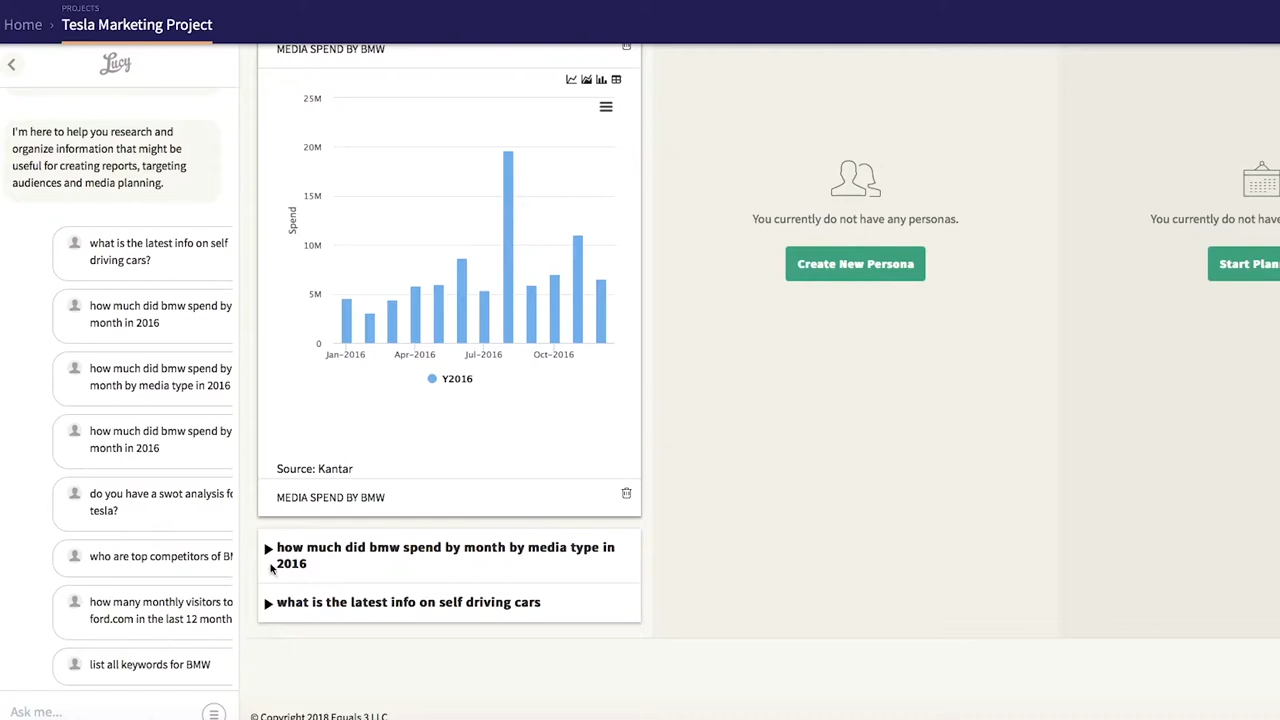 PROJECTS
Home › Tesla Marketing Project
Lucy
I'm here to help you research and
organize information that might be
useful for creating reports, targeting
audiences and media planning.
what is the latest info on self
driving cars?
how much did bmw spend by
month in 2016
how much did bmw spend by
month by media type in 2016
how much did bmw spend by
month in 2016
do you have a swot analysis fo
tesla?
who are top competitors of BM
how many monthly visitors to
ford.com in the last 12 month
list all keywords for BMW
Ask me...
MEDIA SPEND BY BMW
25M
20M
15M
10M
5M
0
Spend
Jan-2016 Apr-2016 Jul-2016 Oct-2016
Y2016
Source: Kantar
MEDIA SPEND BY BMW
how much did bmw spend by month by media type in
2016
what is the latest info on self driving cars
© Copyright 2018 Equals 3 LLC
You currently do not have any personas.
Create New Persona
You currently do not have
Start Plan